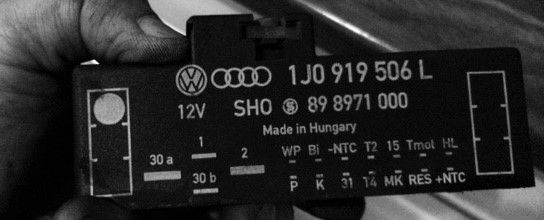 1J0 919 506 L
12V SHO 89 8971 000
Made in Hungary
1 WP Bi -NTC T2 15 Tmot HL
30 a 2
30 b P K 31 T4 MK RES +NTC